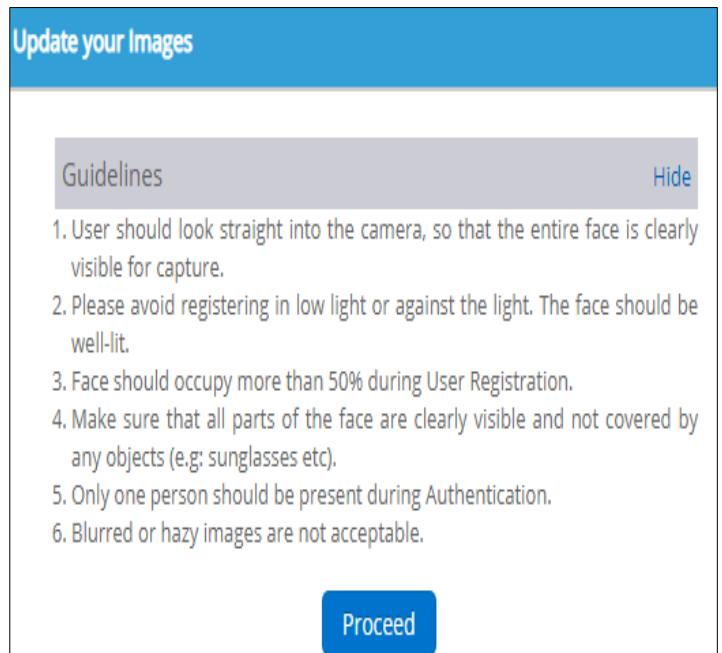 Update your Images
Guidelines
Hide
1. User should look straight into the camera, so that the entire face is clearly
visible for capture.
2. Please avoid registering in low light or against the light. The face should be
well-lit.
3. Face should occupy more than 50% during User Registration.
4. Make sure that all parts of the face are clearly visible and not covered by
any objects (e.g: sunglasses etc).
5. Only one person should be present during Authentication.
6. Blurred or hazy images are not acceptable.
Proceed